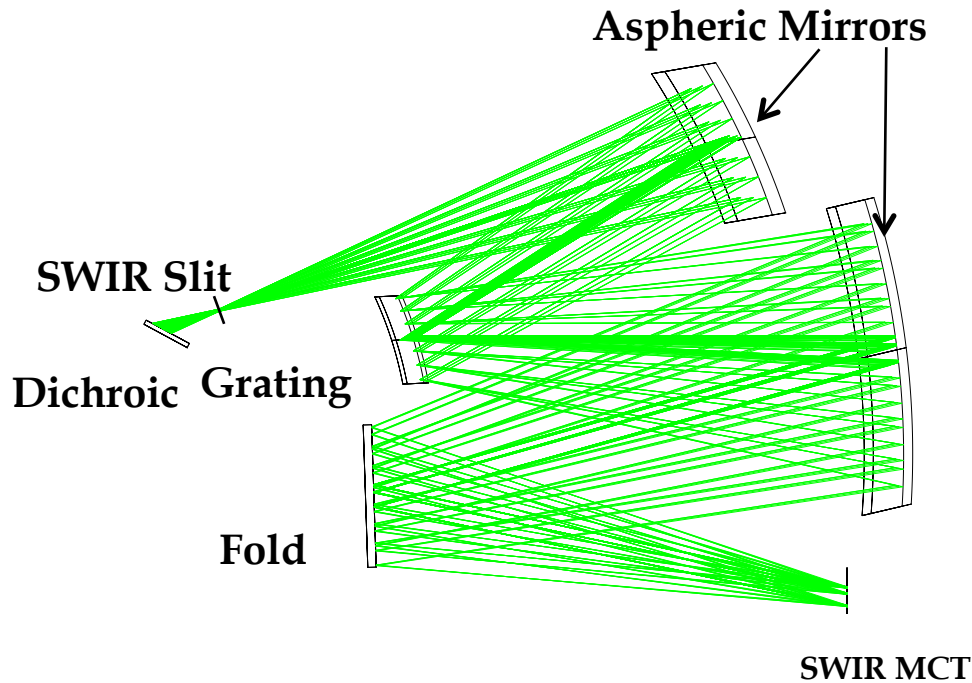 Aspheric Mirrors
SWIR Slit
Dichroic
Grating
Fold
SWIR MCT